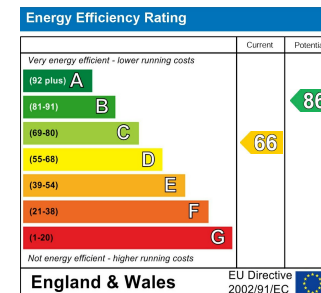 Energy Efficiency Rating
Current Potentia
Very energy efficient - lower running costs
(92 plus) A
(81-91) B
86
(69-80) C
66
(55-68) D
(39-54) E
(21-38) F
(1-20) G
Not energy efficient - higher running costs
England & Wales
EU Directive
2002/91/EC